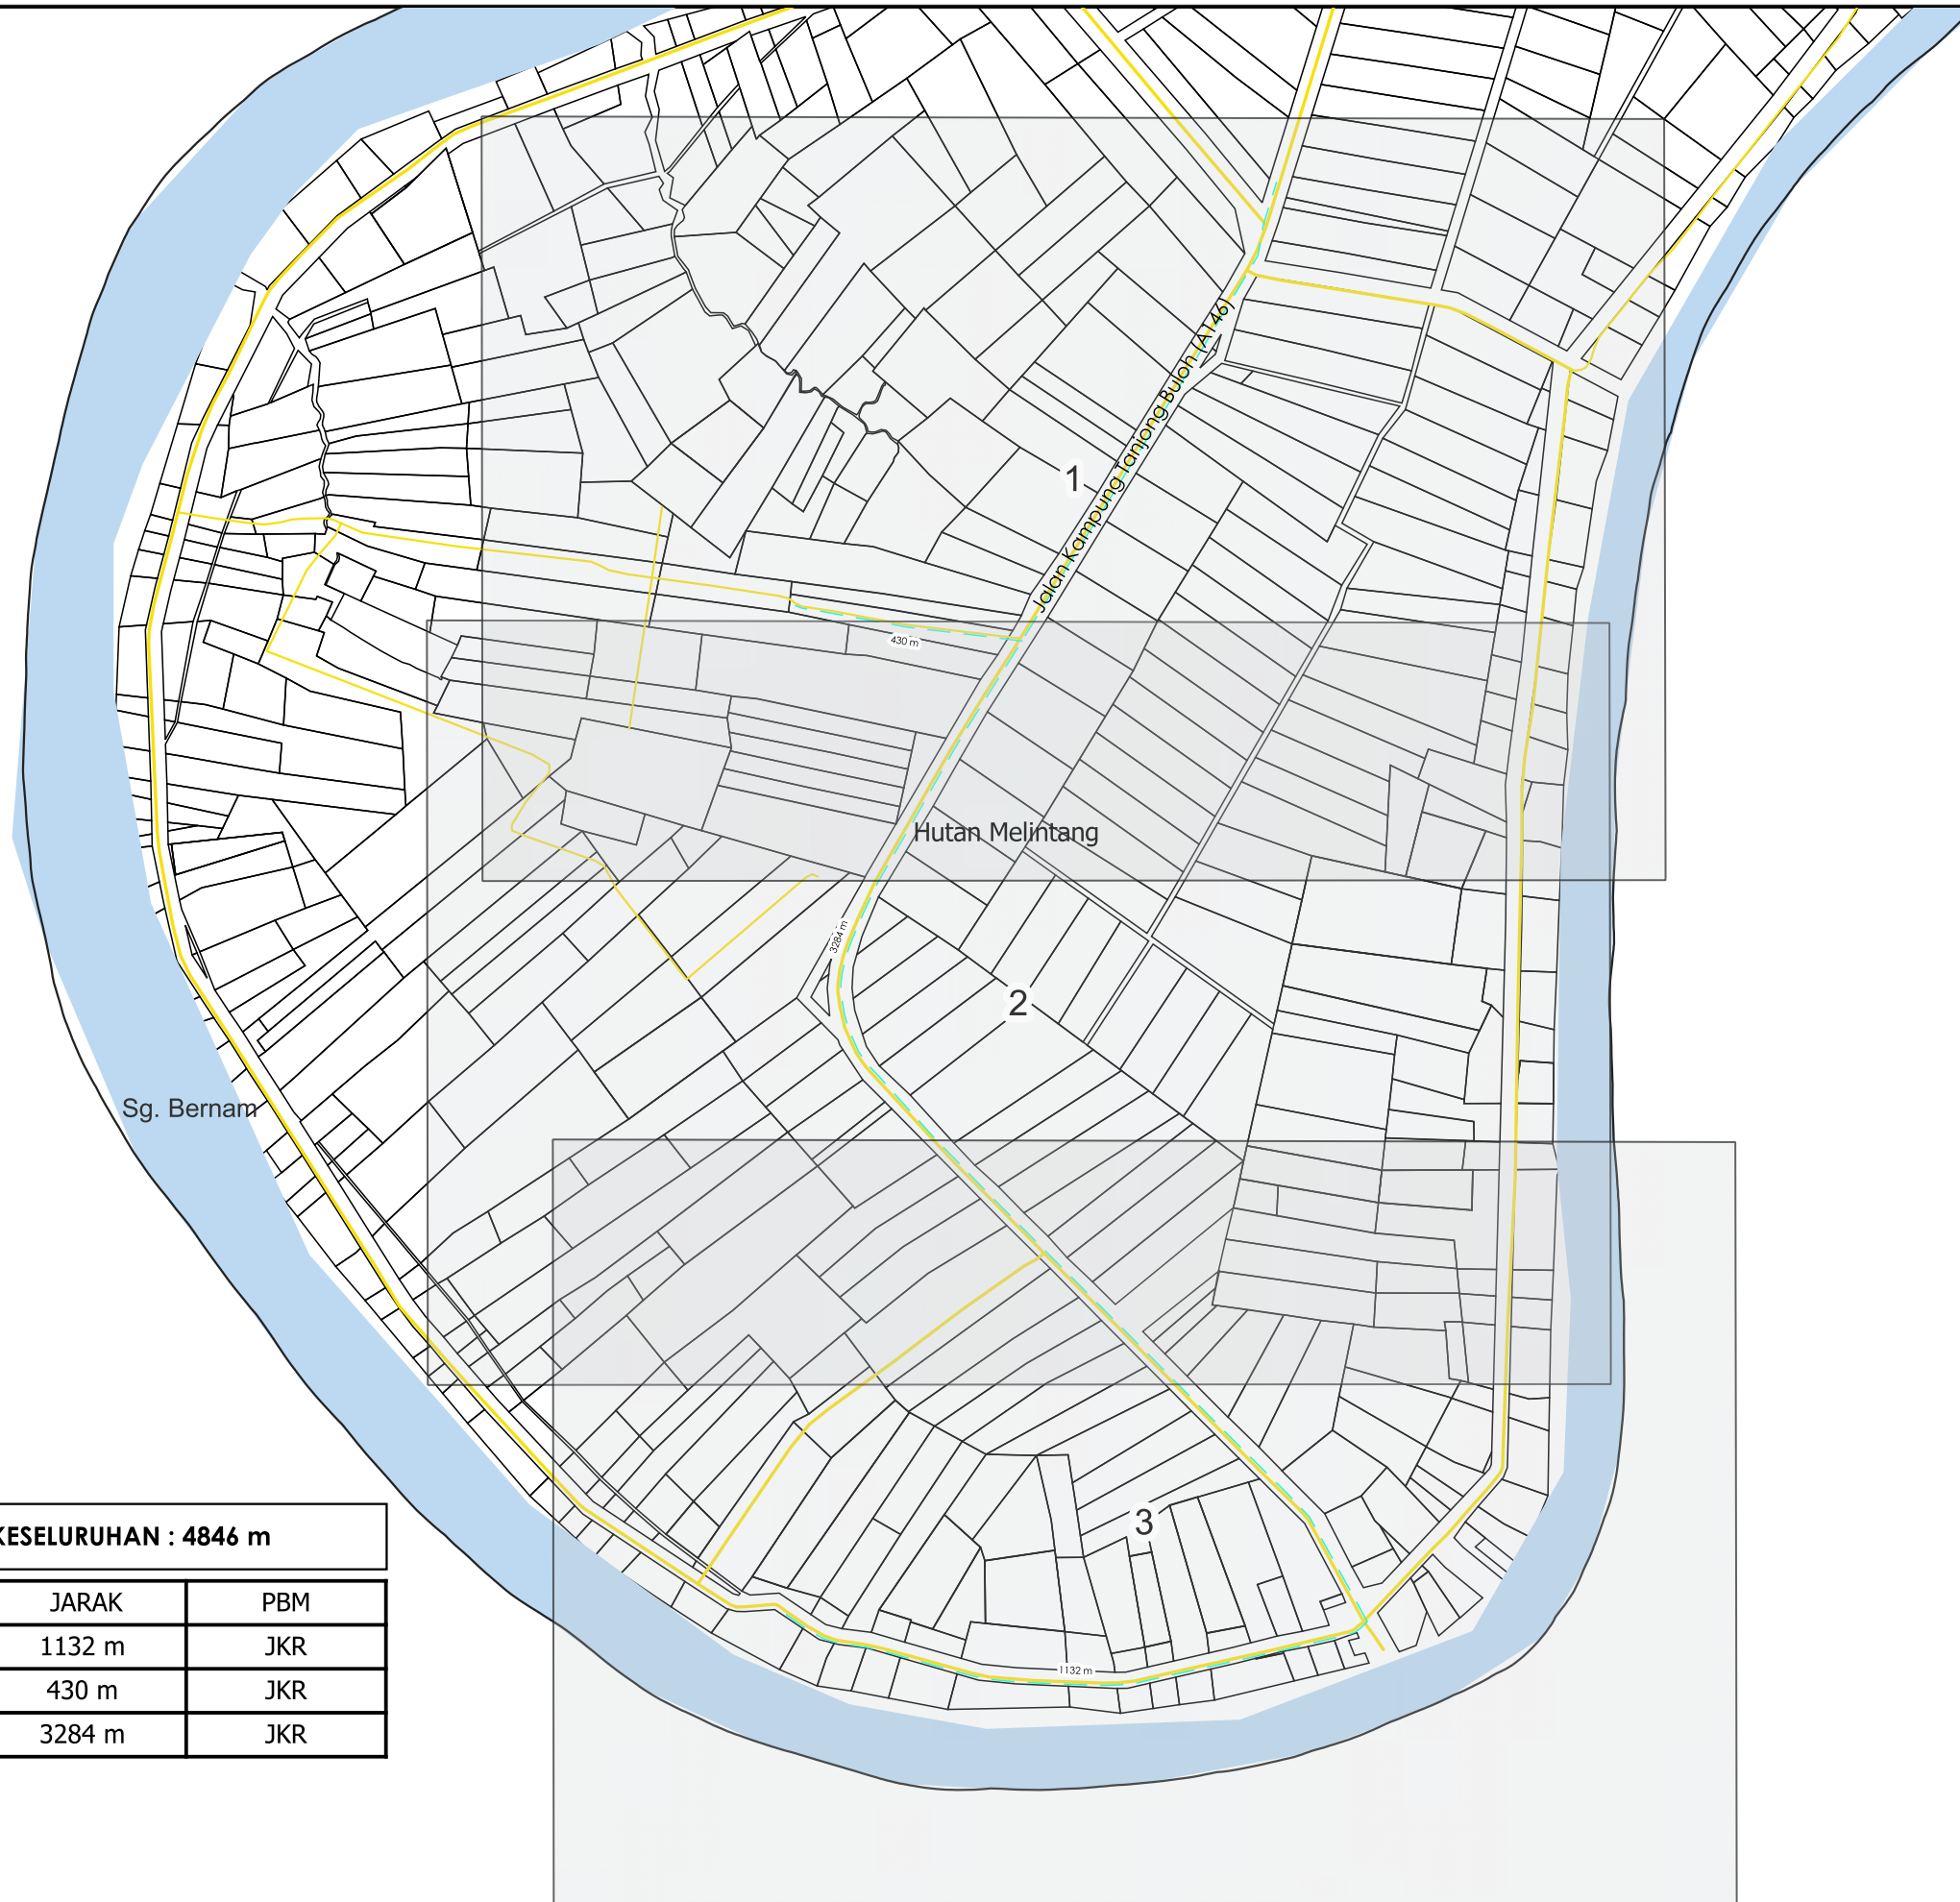 Jalan Kampung Tanjong Buloh (A146)
1
430 m
Hutan Melintang
3284 m
2
Sg. Bernam
3
1132 m
KESELURUHAN : 4846 m
JARAK PBM
1132 m JKR
430 m JKR
3284 m JKR